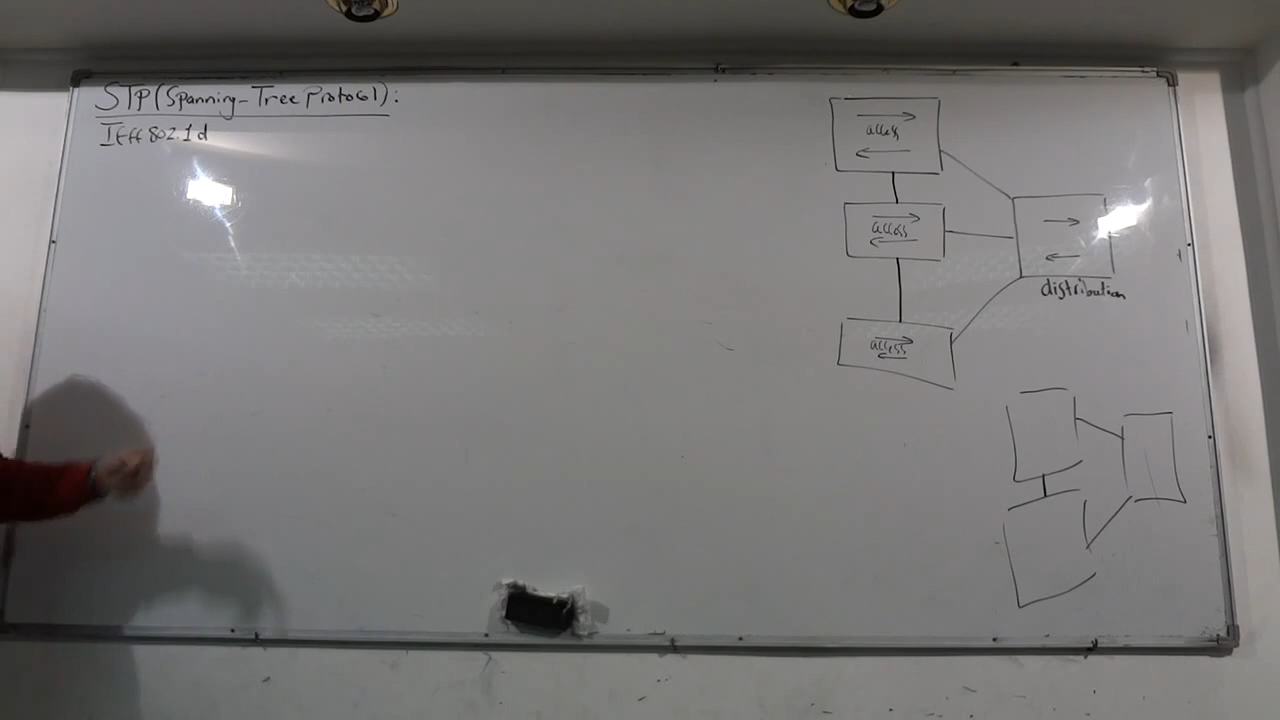 STP (Spanning-Tree Protocol):
IEEE 802.1d
access
access
access
distribution